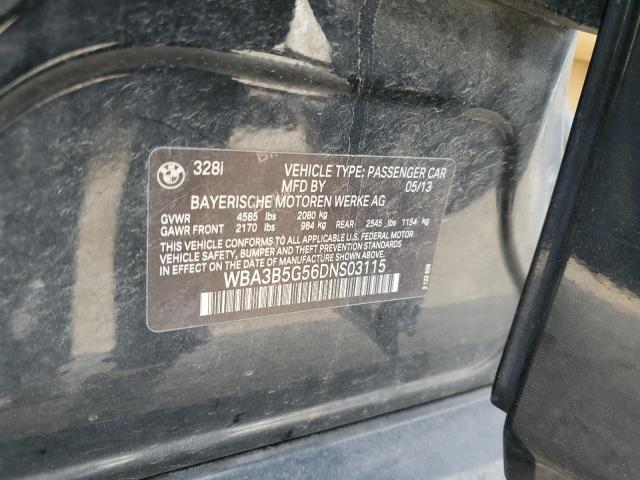 328i VEHICLE TYPE: PASSENGER CAR
MFD BY 05/13
BAYERISCHE MOTOREN WERKE AG
GVWR 4585 lbs 2080 kg
GAWR FRONT 2170 lbs 984 kg REAR: 2545 lbs 1154 kg
THIS VEHICLE CONFORMS TO ALL APPLICABLE U.S. FEDERAL MOTOR
VEHICLE SAFETY, BUMPER AND THEFT PREVENTION STANDARDS IN
EFFECT ON THE DATE OF MANUFACTURE SHOWN ABOVE.
WBA3B5G56DNS03115